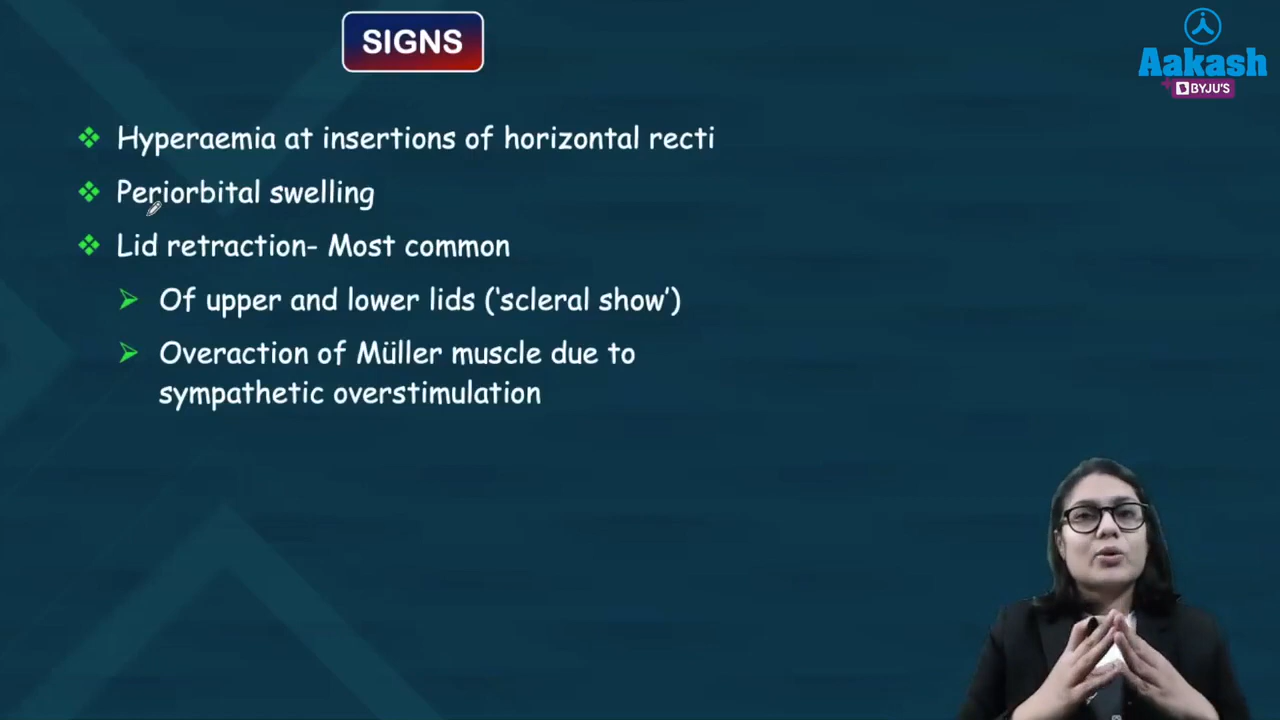 SIGNS
Aakash
BYJU'S
Hyperaemia at insertions of horizontal recti
Periorbital swelling
Lid retraction- Most common
Of upper and lower lids ('scleral show')
Overaction of Müller muscle due to
sympathetic overstimulation